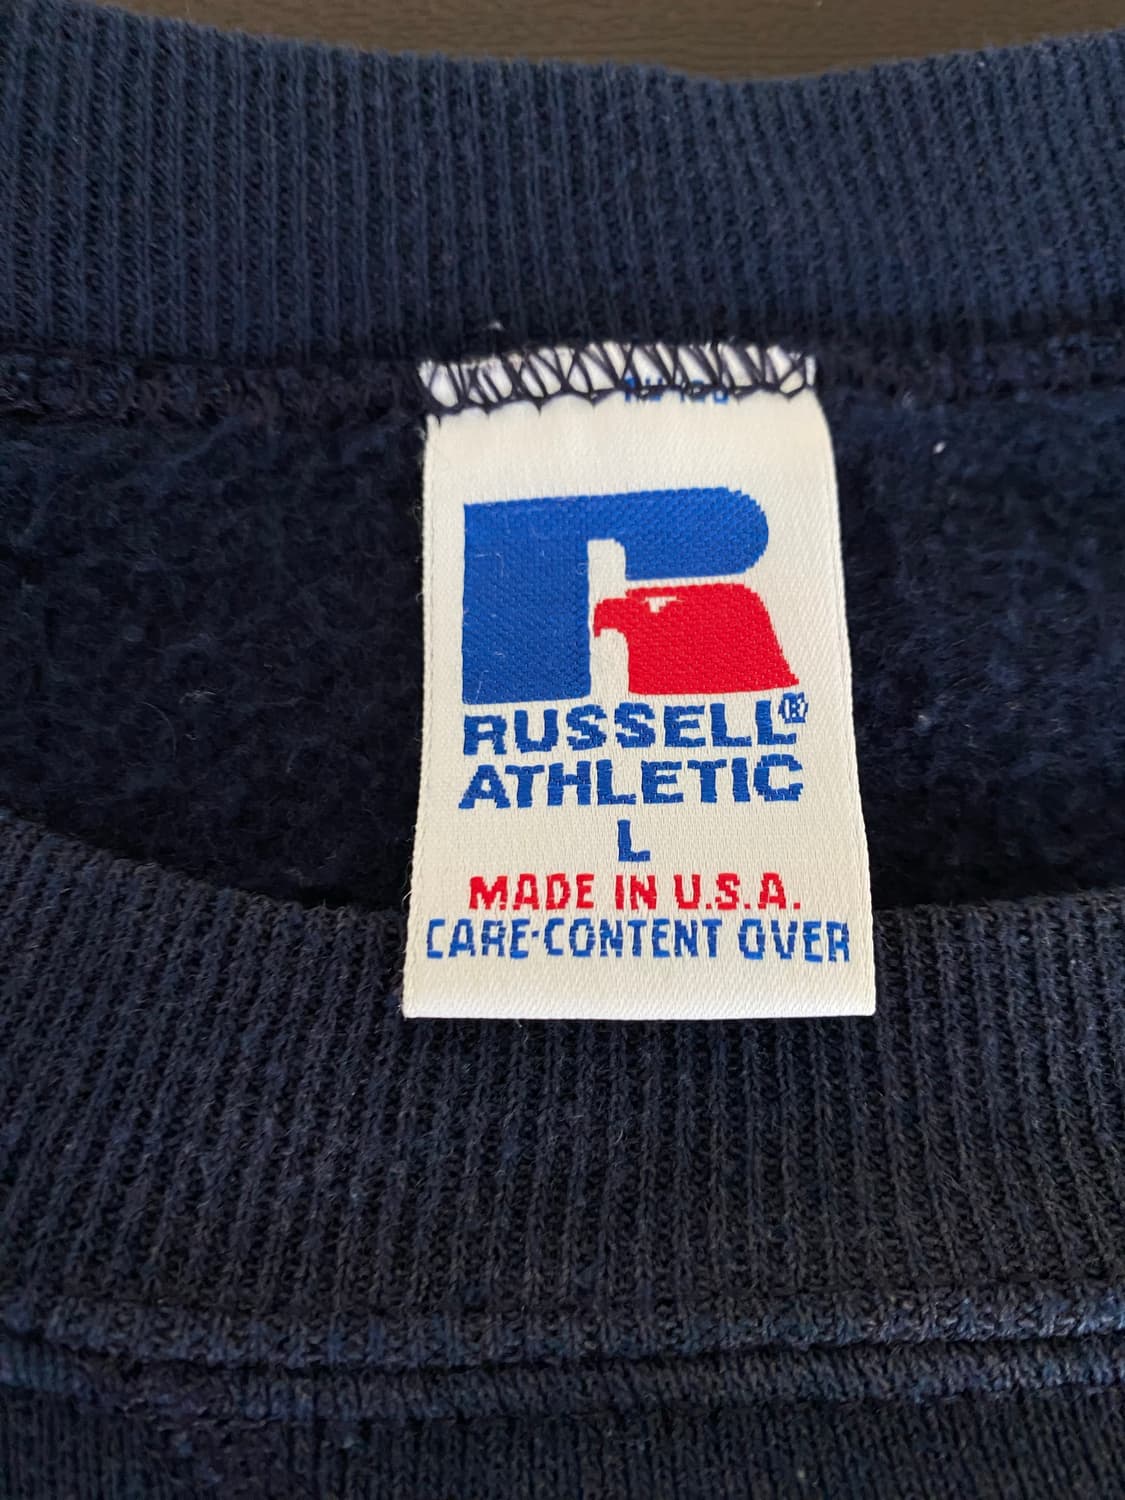 RUSSELL®
ATHLETIC
L
MADE IN U.S.A.
CARE·CONTENT OVER